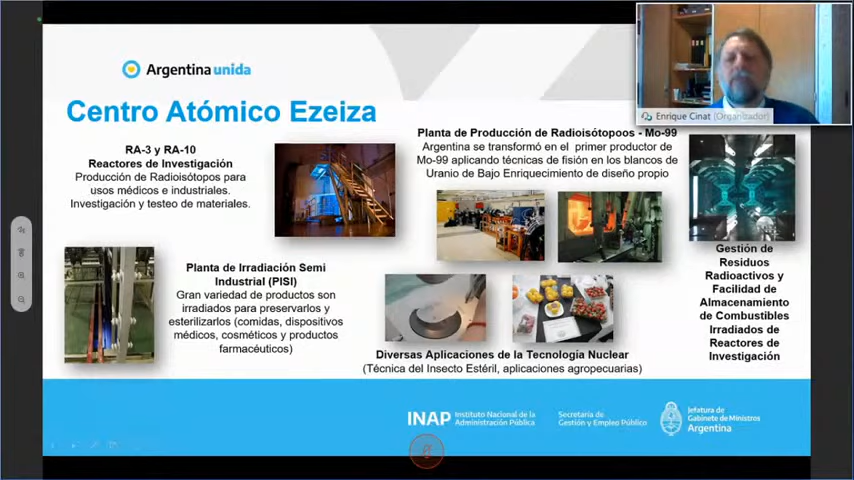 Argentina unida
Enrique Cinat (Organizador)
Centro Atómico Ezeiza
RA-3 y RA-10
Reactores de Investigación
Producción de Radioisótopos para
usos médicos e industriales.
Investigación y testeo de materiales.
Planta de Producción de Radioisótopoos - Mo-99
Argentina se transformó en el primer productor de
Mo-99 aplicando técnicas de fisión en los blancos de
Uranio de Bajo Enriquecimiento de diseño propio
Planta de Irradiación Semi
Industrial (PISI)
Gran variedad de productos son
irradiados para preservarlos y
esterilizarlos (comidas, dispositivos
médicos, cosméticos y productos
farmacéuticos)
Diversas Aplicaciones de la Tecnología Nuclear
(Técnica del Insecto Estéril, aplicaciones agropecuarias)
Gestión de
Residuos
Radioactivos y
Facilidad de
Almacenamiento
de Combustibles
Irradiados de
Reactores de
Investigación
INAP
Instituto Nacional de la
Administración Pública
Secretaría de
Gestión y Empleo Público
Jefatura de
Gabinete de Ministros
Argentina